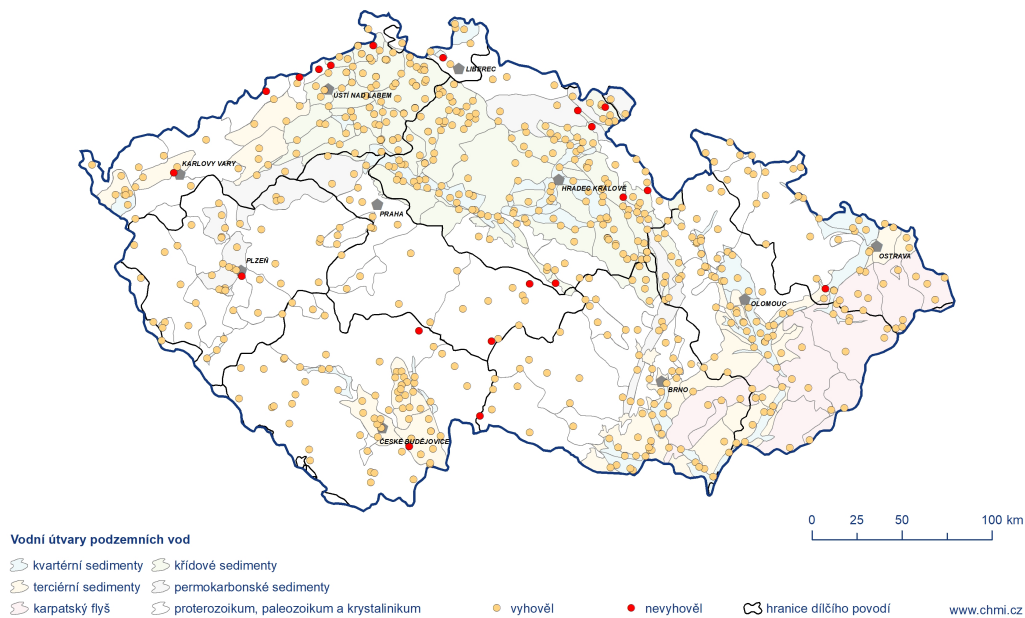 LIBEREC
ÚSTÍ NAD LABEM
KARLOVY VARY
HRADEC KRÁLOVÉ
PRAHA
PLZEŇ
OSTRAVA
OLOMOUC
BRNO
ČESKÉ BUDĚJOVICE
0 25 50 100 km
Vodní útvary podzemních vod
kvartérní sedimenty křídové sedimenty
terciérní sedimenty permokarbonské sedimenty
karpatský flyš proterozoikum, paleozoikum a krystalinikum vyhověl nevyhověl hranice dílčího povodí www.chmi.cz